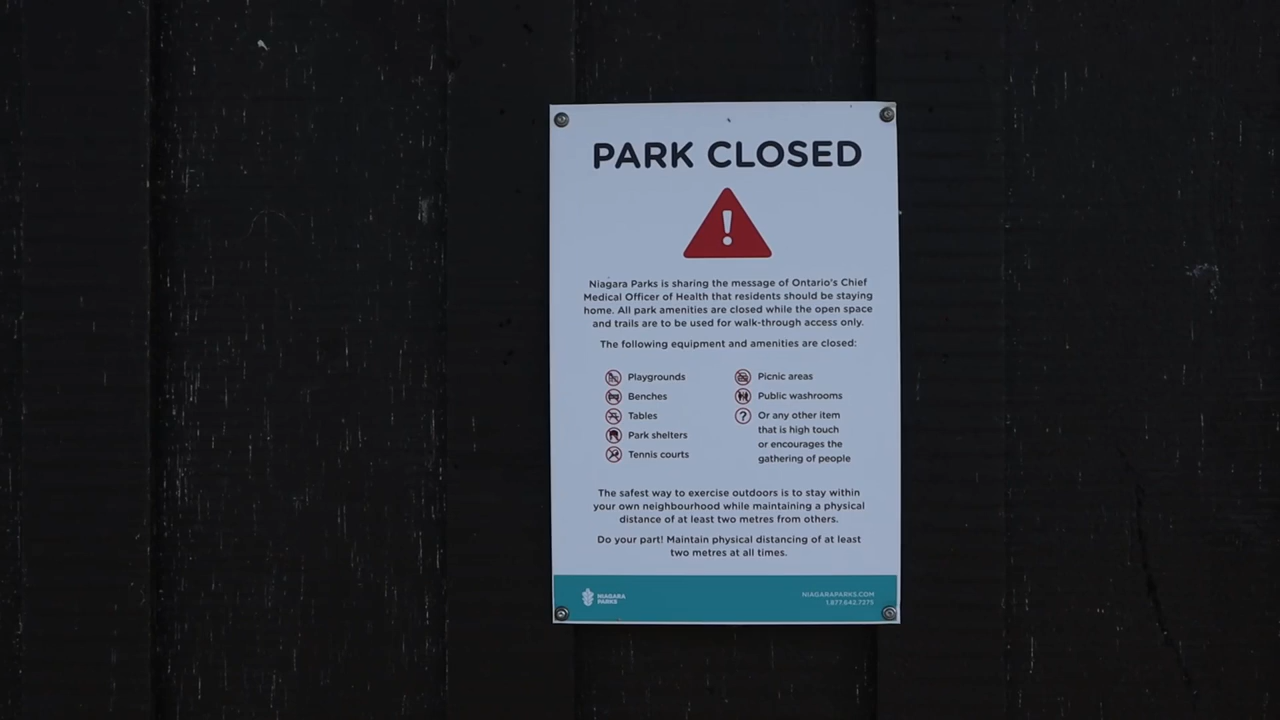 PARK CLOSED
Niagara Parks is sharing the message of Ontario's Chief
Medical Officer of Health that residents should be staying
home. All park amenities are closed while the open space
and trails are to be used for walk-through access only.
The following equipment and amenities are closed:
Playgrounds
Benches
Tables
Park shelters
Tennis courts
Picnic areas
Public washrooms
Or any other item
that is high touch
or encourages the
gathering of people
The safest way to exercise outdoors is to stay within
your own neighbourhood while maintaining a physical
distance of at least two metres from others.
Do your part! Maintain physical distancing of at least
two metres at all times.
NIAGARA
PARKS
NIAGARAPARKS.COM
1.877.642.7275